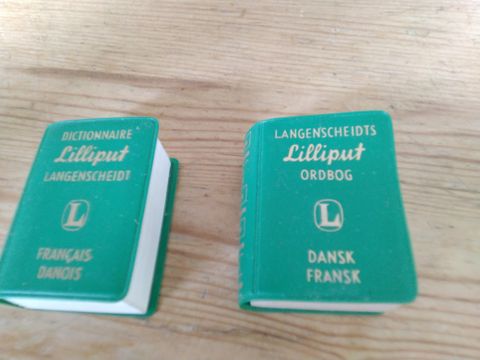 DICTIONNAIRE
Lilliput
LANGENSCHEIDT
L
FRANÇAIS
DANOIS
LANGENSCHEIDTS
Lilliput
ORDBOG
L
DANSK
FRANSK